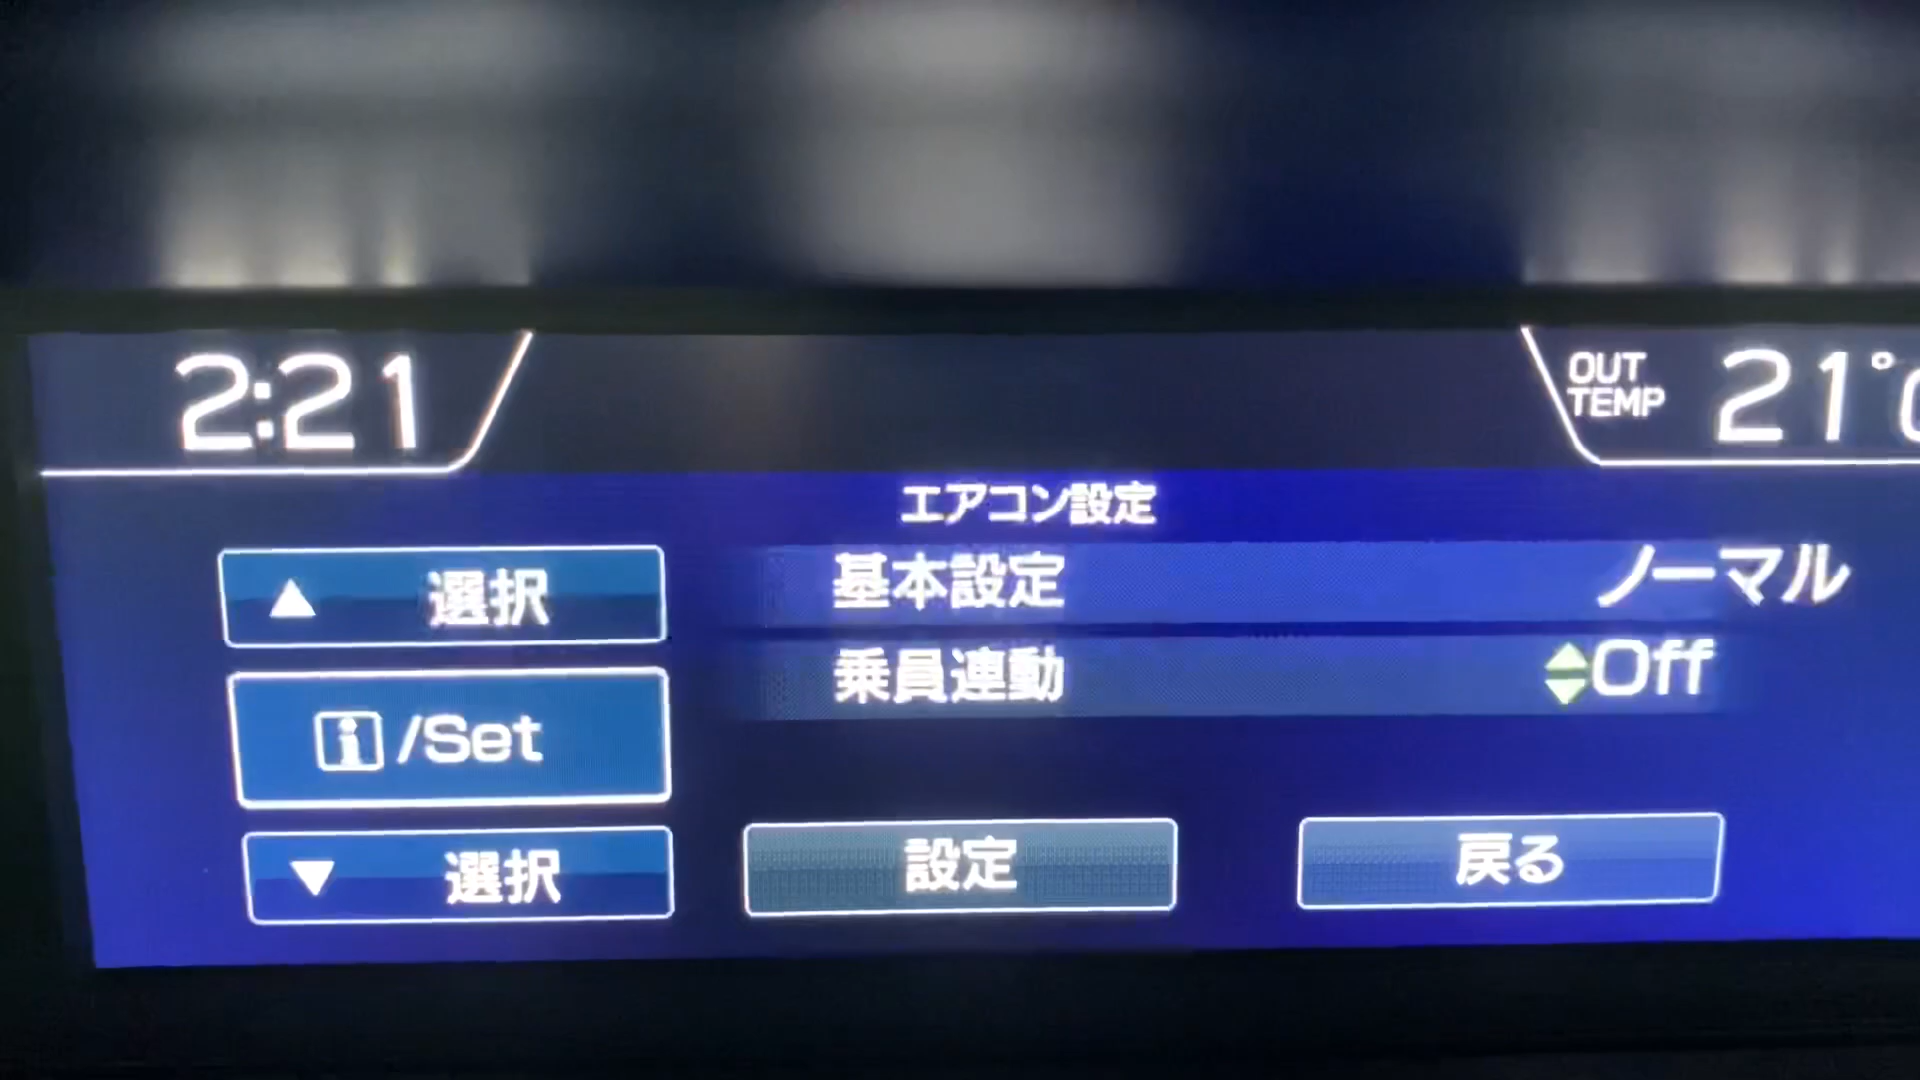 2:21
OUT TEMP 21°C
エアコン設定
▲ 選択
基本設定 ノーマル
乗員連動 Off
i/Set
▼ 選択
設定
戻る